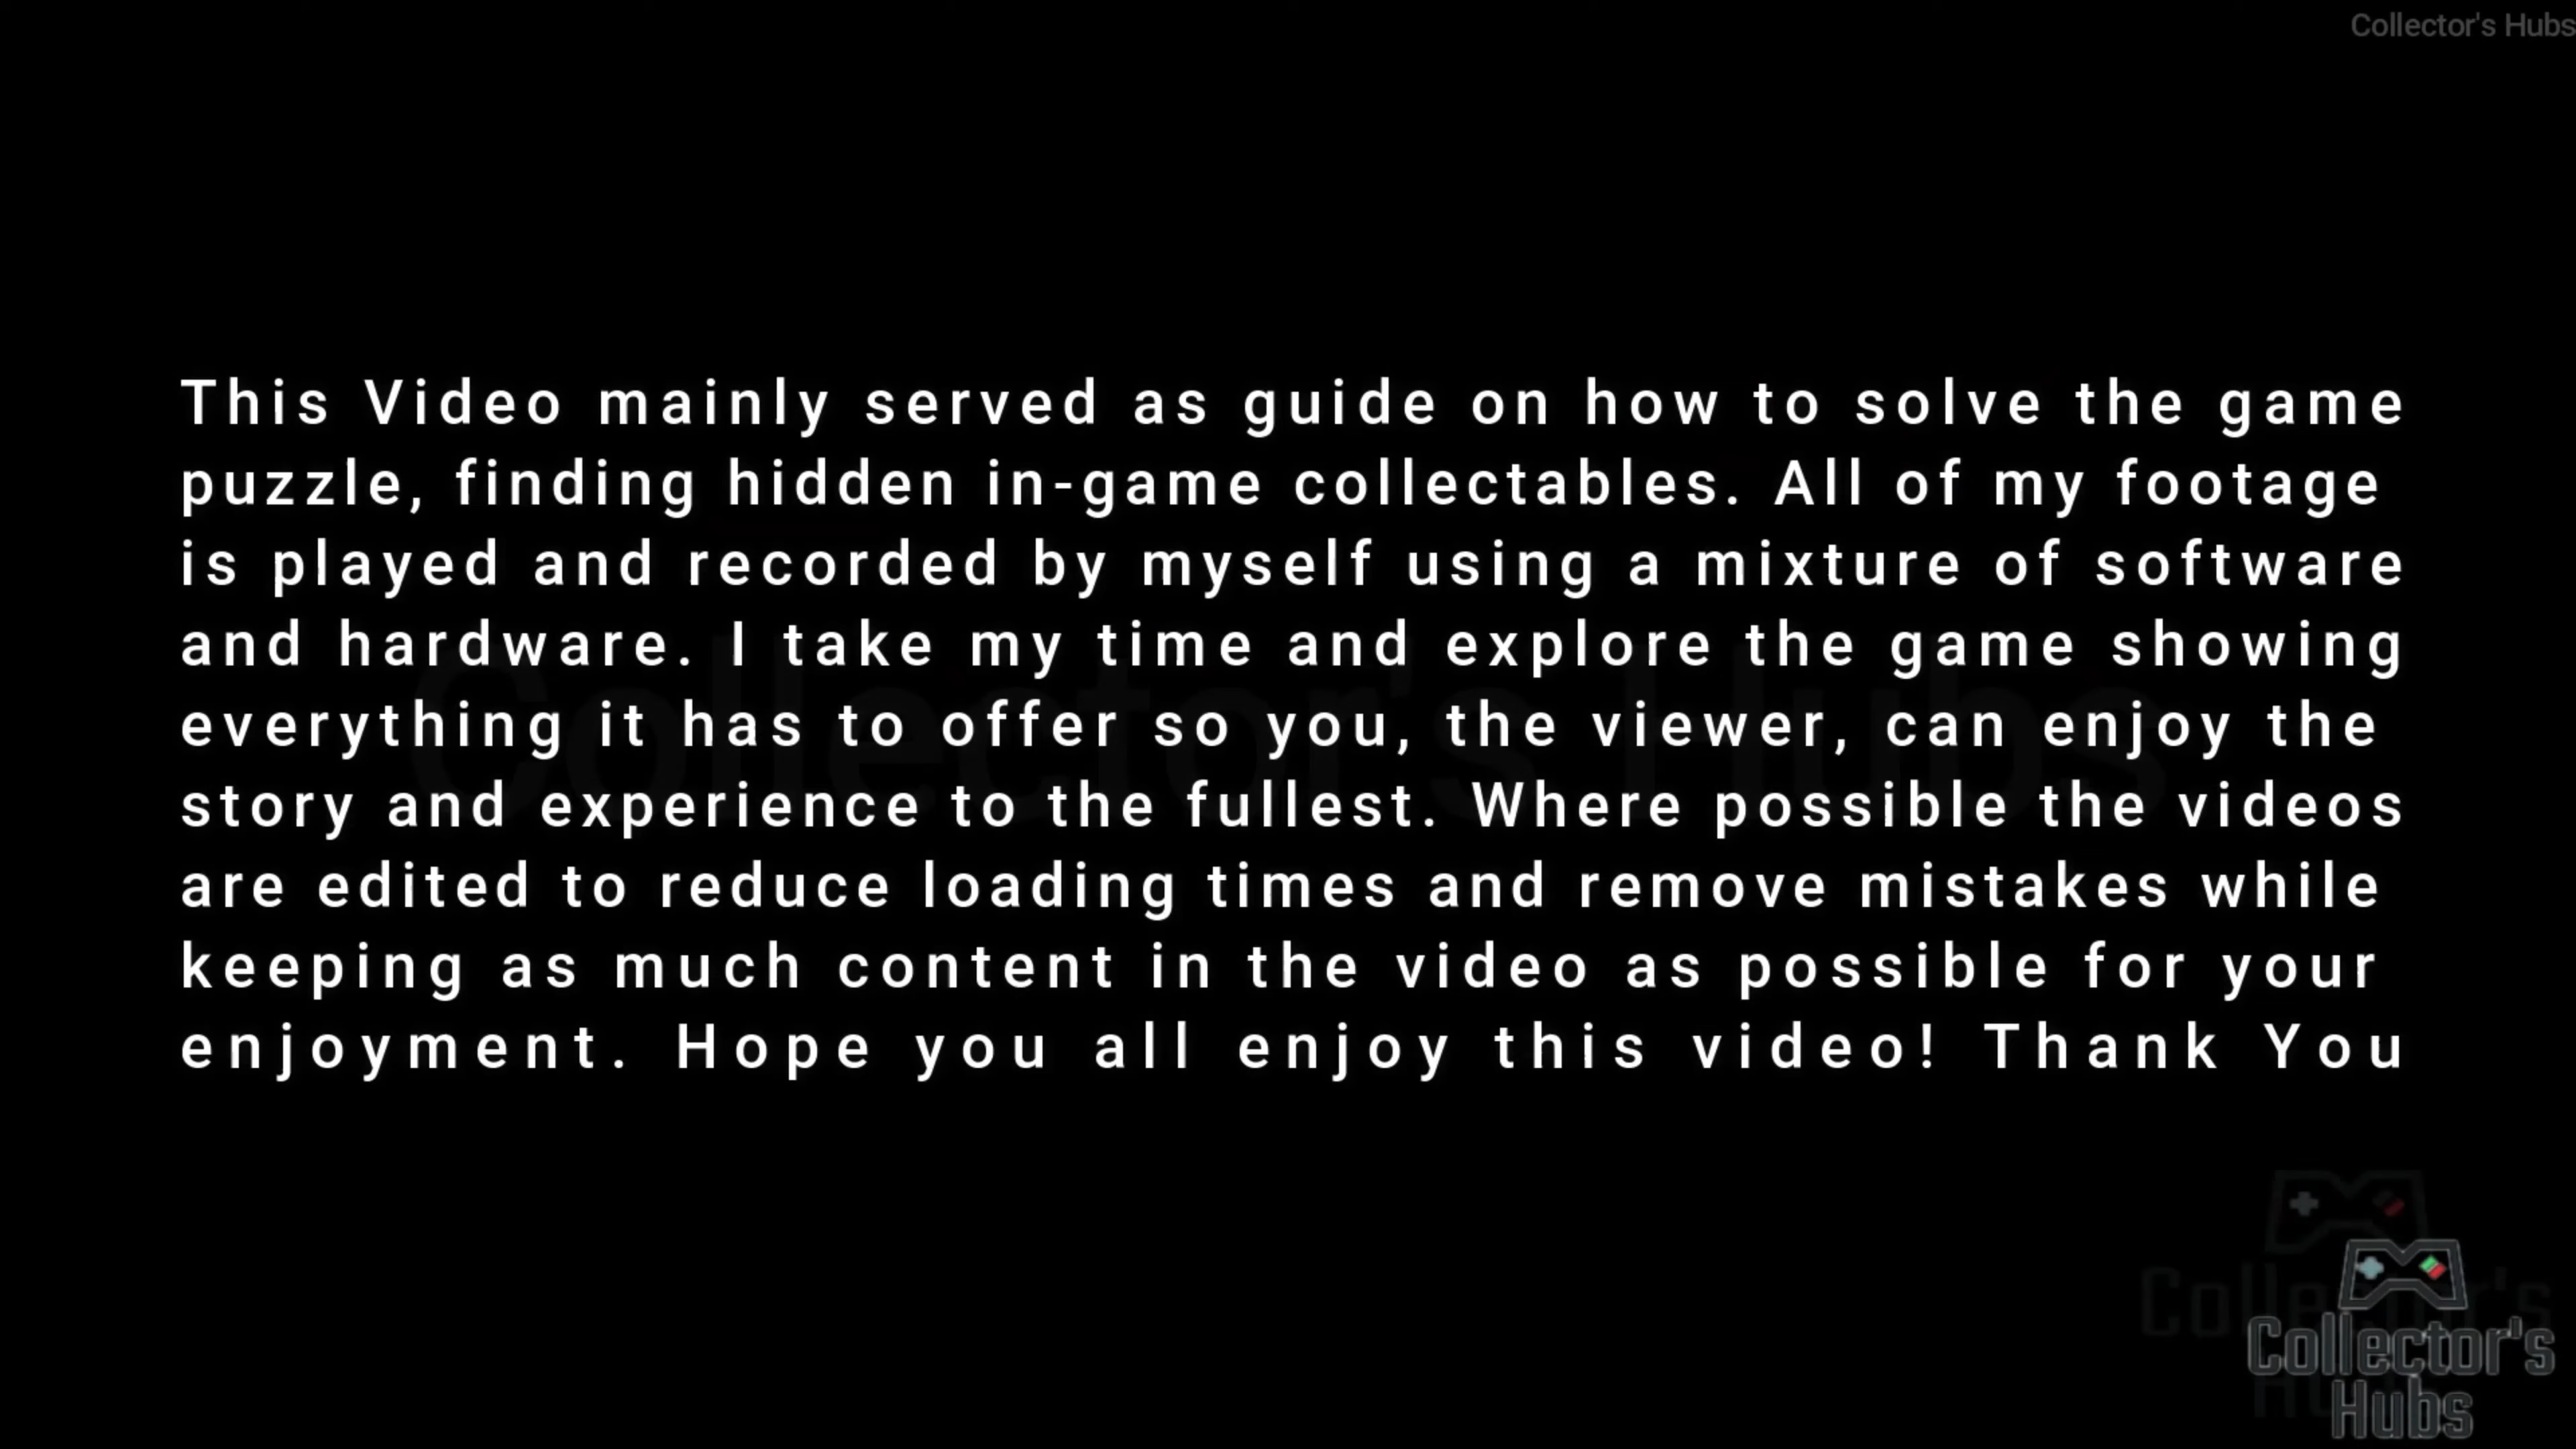 Collector's Hubs
This Video mainly served as guide on how to solve the game
puzzle, finding hidden in-game collectables. All of my footage
is played and recorded by myself using a mixture of software
and hardware. I take my time and explore the game showing
everything it has to offer so you, the viewer, can enjoy the
story and experience to the fullest. Where possible the videos
are edited to reduce loading times and remove mistakes while
keeping as much content in the video as possible for your
enjoyment. Hope you all enjoy this video! Thank You
Collector's Hubs
Collector's
Collector's
Hubs